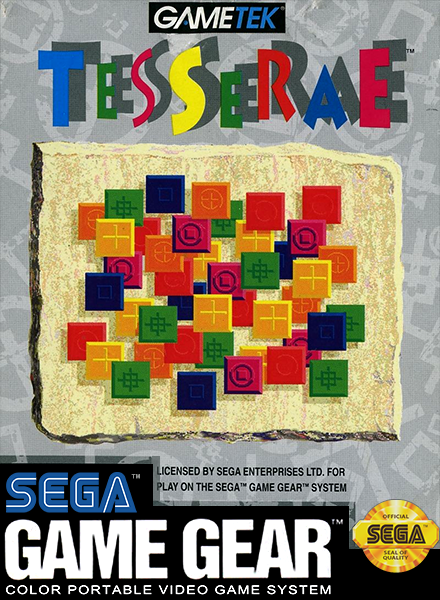 GAMETEK®
TESSERAE™
LICENSED BY SEGA ENTERPRISES LTD. FOR
PLAY ON THE SEGA™ GAME GEAR™ SYSTEM
SEGA™
GAME GEAR™
COLOR PORTABLE VIDEO GAME SYSTEM
OFFICIAL
SEGA
SEAL OF
QUALITY